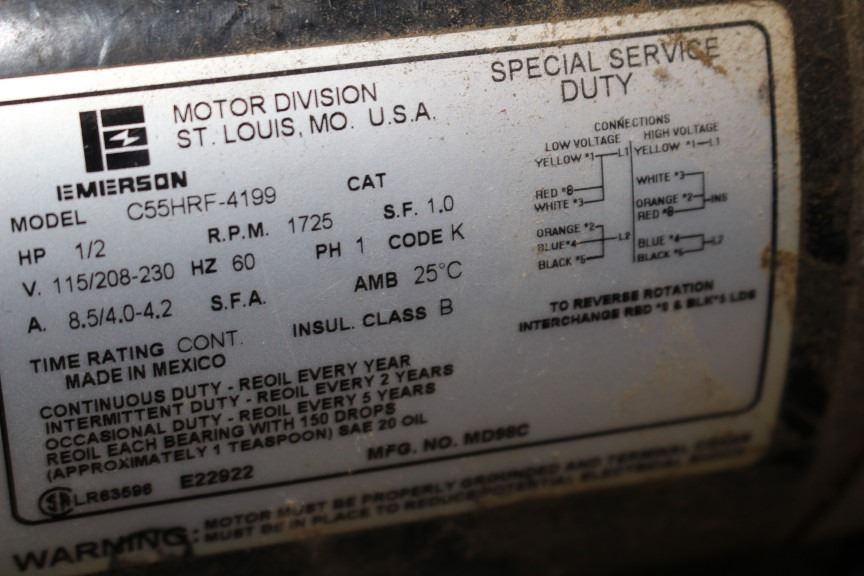 EMERSON
MOTOR DIVISION
ST. LOUIS, MO. U.S.A.
SPECIAL SERVICE
DUTY
MODEL C55HRF-4199 CAT
HP 1/2 R.P.M. 1725 S.F. 1.0
V. 115/208-230 HZ 60 PH 1 CODE K
A. 8.5/4.0-4.2 S.F.A. AMB 25°C
TIME RATING CONT. INSUL. CLASS B
MADE IN MEXICO
CONTINUOUS DUTY - REOIL EVERY YEAR
INTERMITTENT DUTY - REOIL EVERY 2 YEARS
OCCASIONAL DUTY - REOIL EVERY 5 YEARS
REOIL EACH BEARING WITH 150 DROPS
(APPROXIMATELY 1 TEASPOON) SAE 20 OIL
SA LR63596 E22922 MFG. NO. MD98C
CONNECTIONS
LOW VOLTAGE
YELLOW *1 L1
RED *8
WHITE *3
ORANGE *2
BLUE *4 L2
BLACK *5
HIGH VOLTAGE
YELLOW *1 L1
WHITE *3
ORANGE *2 INS
RED *8
BLUE *4 L2
BLACK *5
TO REVERSE ROTATION
INTERCHANGE RED *8 & BLK *5 LDS
WARNING: MOTOR MUST BE PROPERLY GROUNDED AND TERMINAL COVER
MUST BE IN PLACE TO REDUCE POTENTIAL ELECTRICAL SHOCK